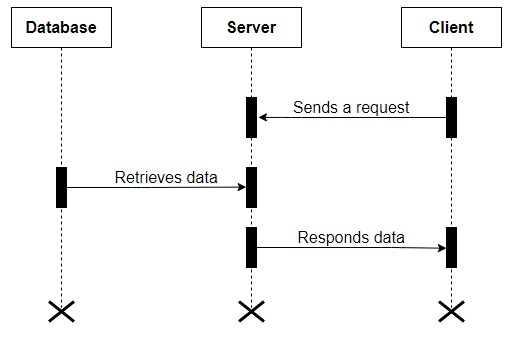 Database
Server
Client
Sends a request
Retrieves data
Responds data